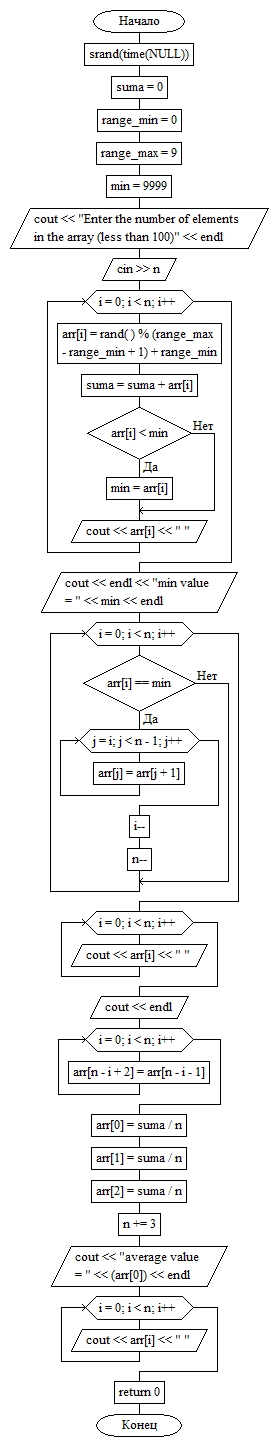 Начало
srand(time(NULL))
suma = 0
range_min = 0
range_max = 9
min = 9999
cout << "Enter the number of elements
in the array (less than 100)" << endl
cin >> n
i = 0; i < n; i++
arr[i] = rand( ) % (range_max
- range_min + 1) + range_min
suma = suma + arr[i]
arr[i] < min
Нет
Да
min = arr[i]
cout << arr[i] << " "
cout << endl << "min value
= " << min << endl
i = 0; i < n; i++
arr[i] == min
Нет
Да
j = i; j < n - 1; j++
arr[j] = arr[j + 1]
i--
n--
i = 0; i < n; i++
cout << arr[i] << " "
cout << endl
i = 0; i < n; i++
arr[n - i + 2] = arr[n - i - 1]
arr[0] = suma / n
arr[1] = suma / n
arr[2] = suma / n
n += 3
cout << "average value
= " << (arr[0]) << endl
i = 0; i < n; i++
cout << arr[i] << " "
return 0
Конец